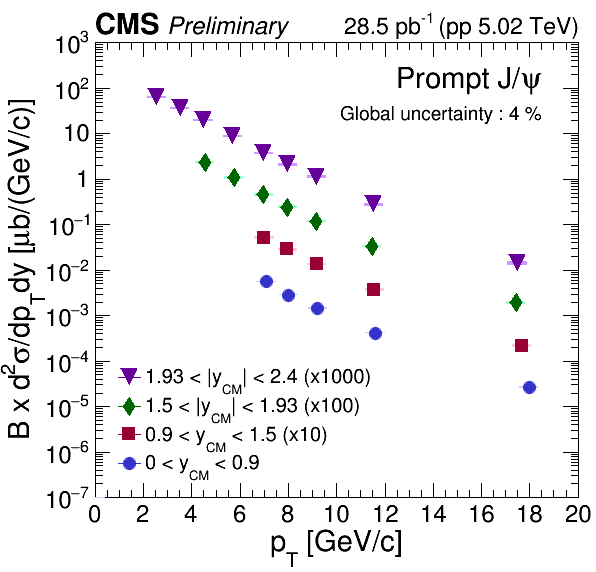 CMS Preliminary 28.5 pb⁻¹ (pp 5.02 TeV)
Prompt J/ψ
Global uncertainty : 4 %
B x d²σ/dp_T dy [μb/(GeV/c)]
10³
10²
10
1
10⁻¹
10⁻²
10⁻³
10⁻⁴
10⁻⁵
10⁻⁶
10⁻⁷
1.93 < |y_CM| < 2.4 (x1000)
1.5 < |y_CM| < 1.93 (x100)
0.9 < y_CM < 1.5 (x10)
0 < y_CM < 0.9
0 2 4 6 8 10 12 14 16 18 20
p_T [GeV/c]